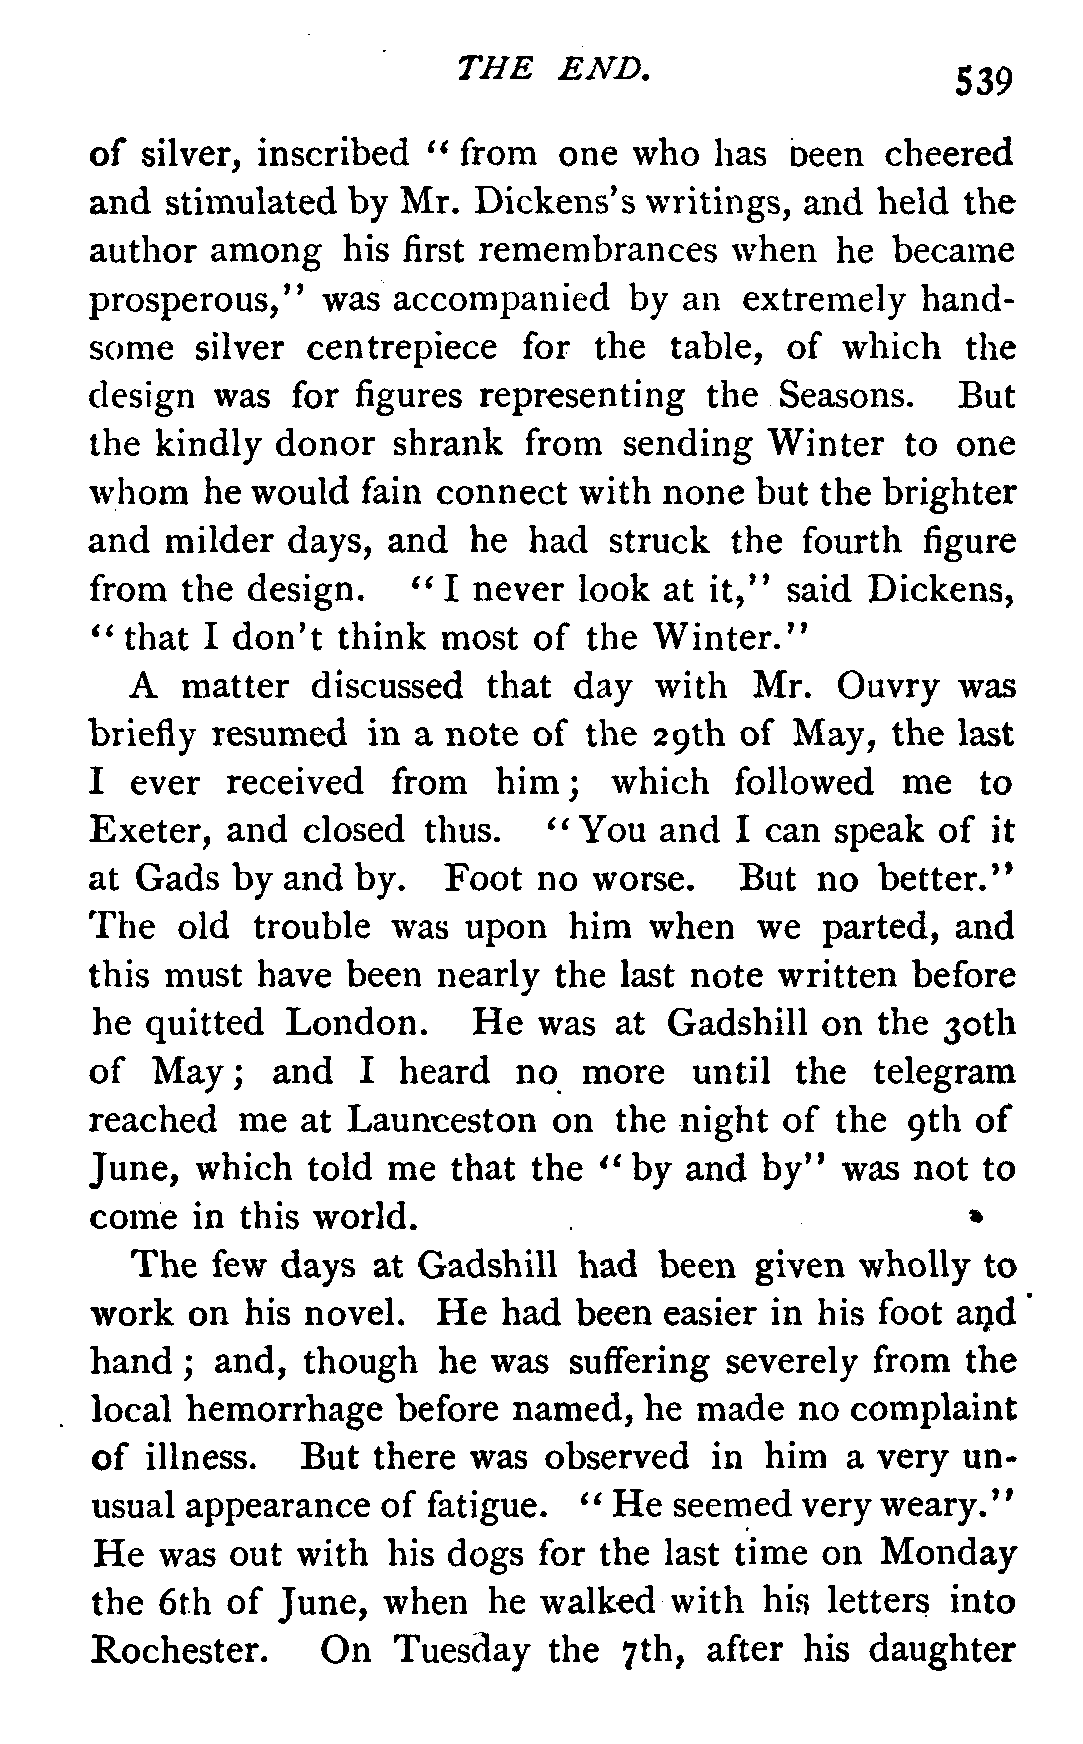 THE END.
539
of silver, inscribed " from one who has been cheered
and stimulated by Mr. Dickens's writings, and held the
author among his first remembrances when he became
prosperous," was accompanied by an extremely hand-
some silver centrepiece for the table, of which the
design was for figures representing the Seasons. But
the kindly donor shrank from sending Winter to one
whom he would fain connect with none but the brighter
and milder days, and he had struck the fourth figure
from the design. " I never look at it," said Dickens,
" that I don't think most of the Winter."
A matter discussed that day with Mr. Ouvry was
briefly resumed in a note of the 29th of May, the last
I ever received from him ; which followed me to
Exeter, and closed thus. " You and I can speak of it
at Gads by and by. Foot no worse. But no better."
The old trouble was upon him when we parted, and
this must have been nearly the last note written before
he quitted London. He was at Gadshill on the 30th
of May ; and I heard no more until the telegram
reached me at Launceston on the night of the 9th of
June, which told me that the " by and by" was not to
come in this world.
The few days at Gadshill had been given wholly to
work on his novel. He had been easier in his foot and
hand ; and, though he was suffering severely from the
local hemorrhage before named, he made no complaint
of illness. But there was observed in him a very un-
usual appearance of fatigue. " He seemed very weary."
He was out with his dogs for the last time on Monday
the 6th of June, when he walked with his letters into
Rochester. On Tuesday the 7th, after his daughter